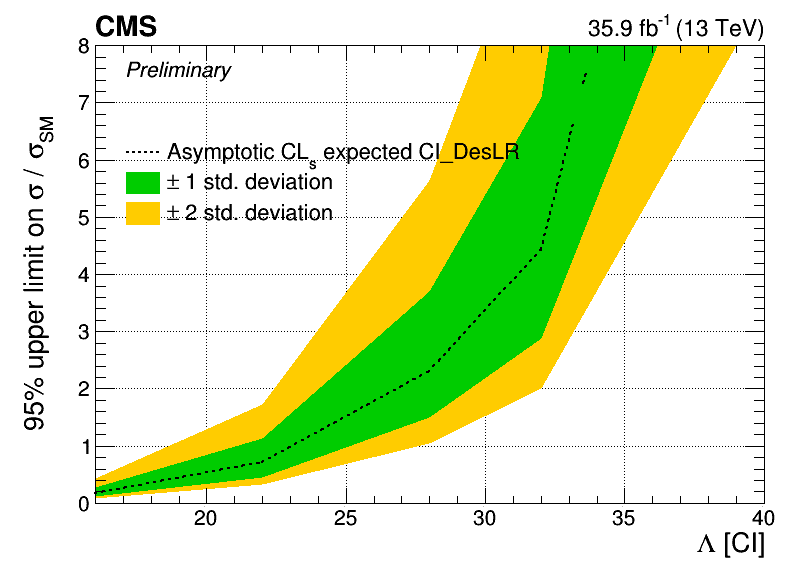 CMS 35.9 fb⁻¹ (13 TeV)
Preliminary
Asymptotic CLₛ expected CI_DesLR
± 1 std. deviation
± 2 std. deviation
95% upper limit on σ / σSM
8
7
6
5
4
3
2
1
0
20 25 30 35 40
Λ [CI]